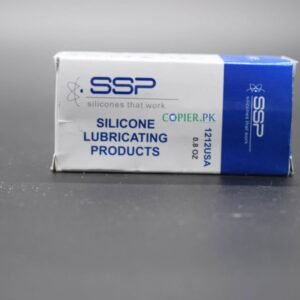 SSP
silicones that work
COPIER.PK
SILICONE
LUBRICATING
PRODUCTS
1212USA
0.8 OZ
SSP
silicones that work